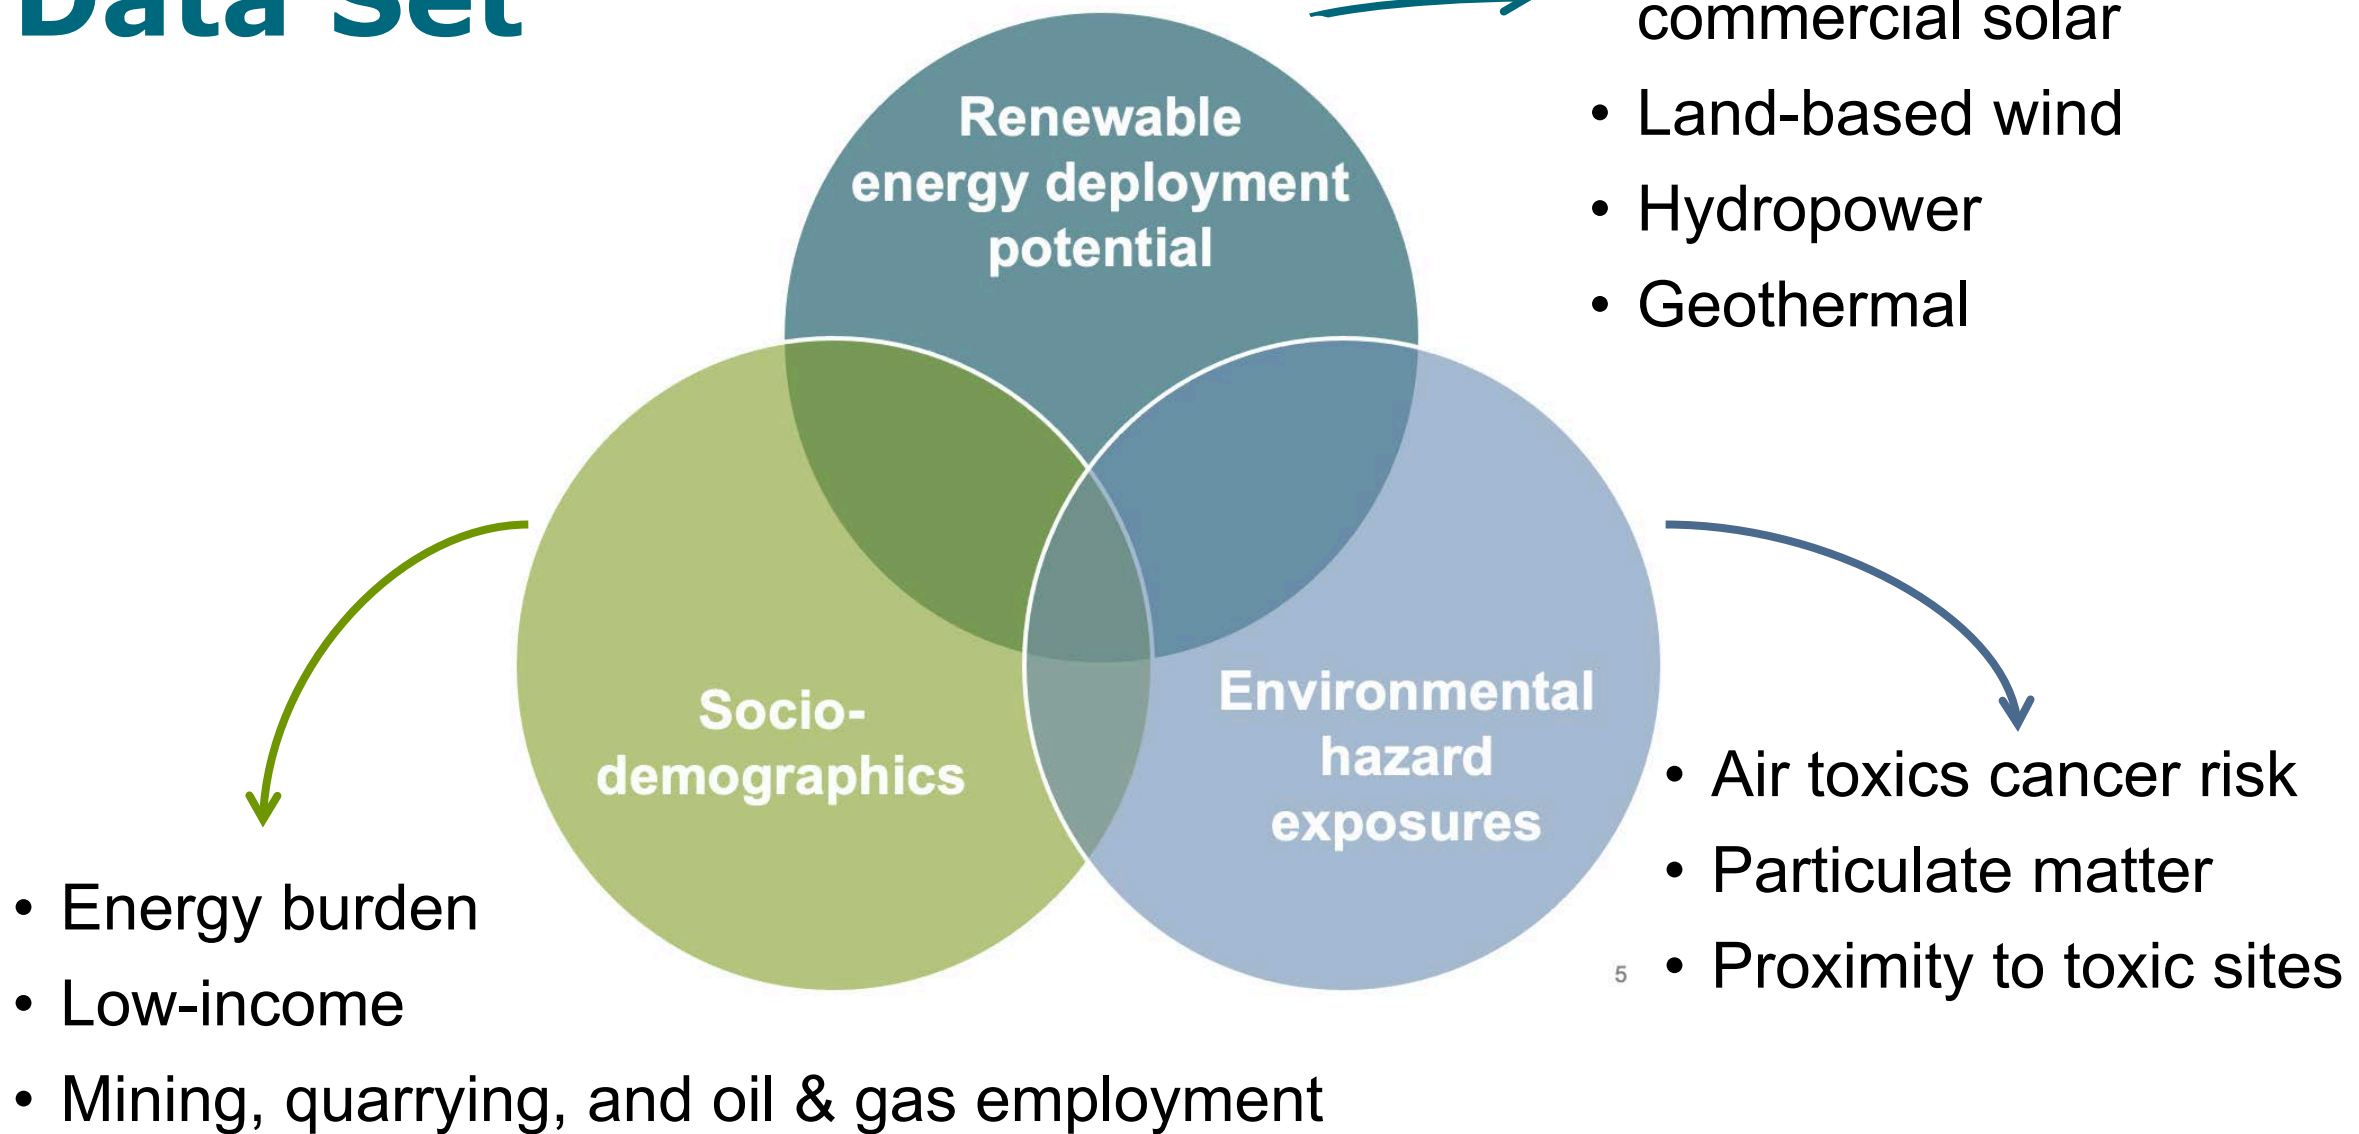 Data Set
commercial solar
• Land-based wind
• Hydropower
• Geothermal
Renewable
energy deployment
potential
Socio-
demographics
Environmental
hazard
exposures
• Air toxics cancer risk
• Particulate matter
• Proximity to toxic sites
5
• Energy burden
• Low-income
• Mining, quarrying, and oil & gas employment